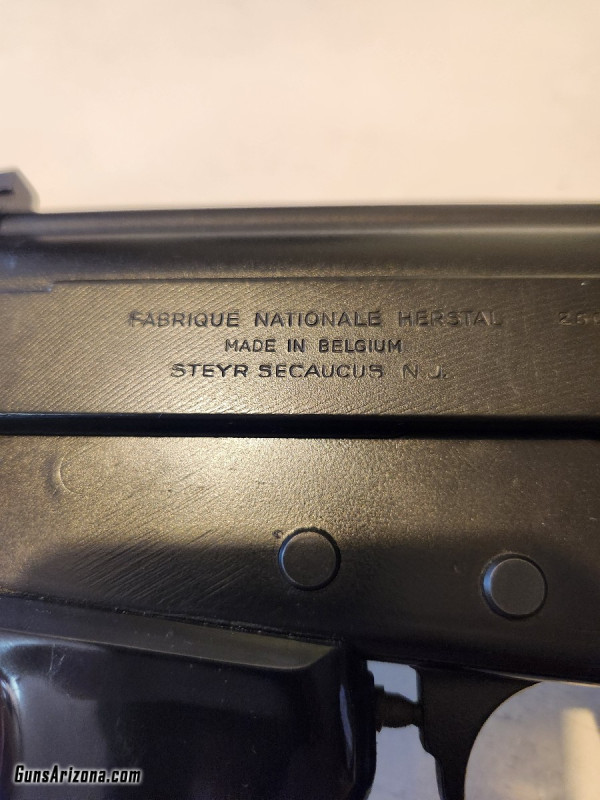 FABRIQUE NATIONALE HERSTAL
MADE IN BELGIUM
STEYR SECAUCUS N.J.
GunsArizona.com